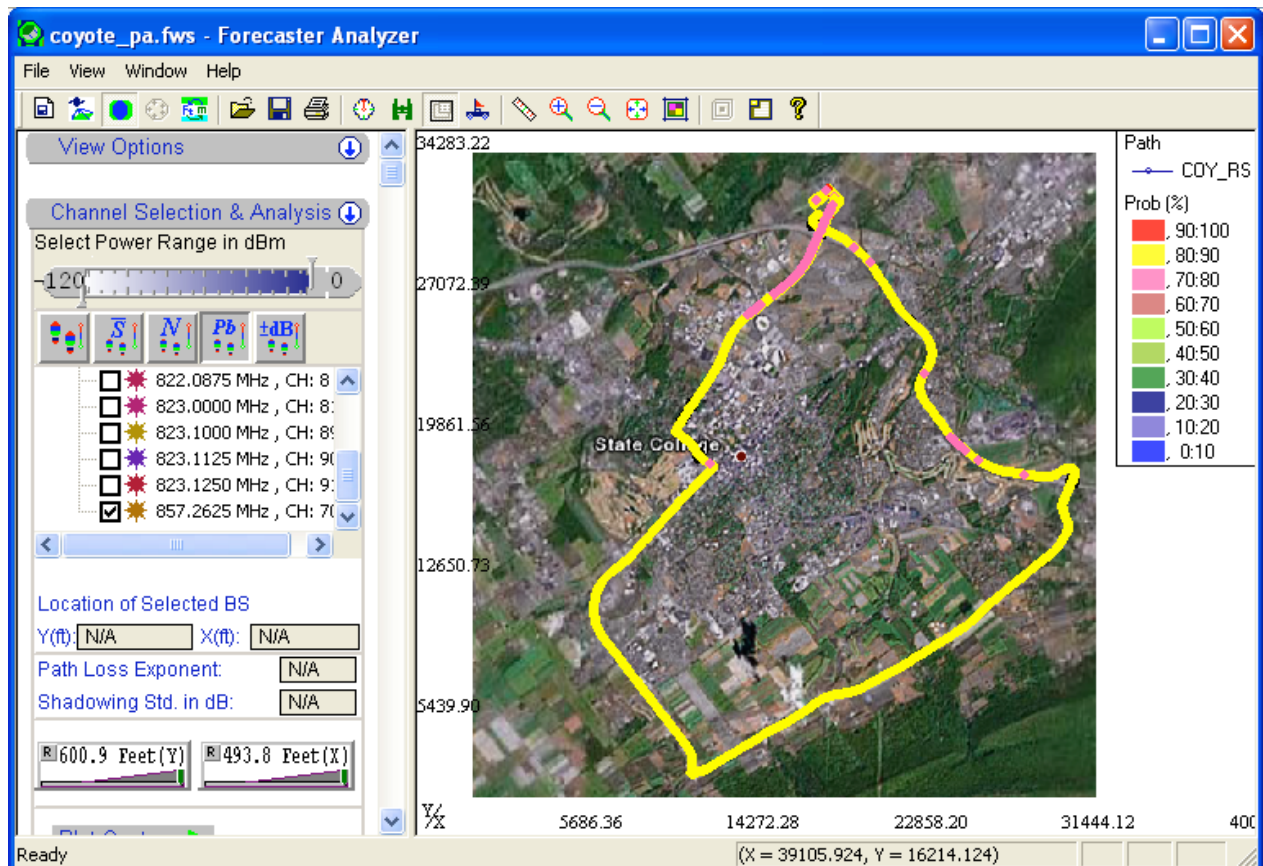 coyote_pa.fws - Forecaster Analyzer
File View Window Help
View Options
Channel Selection & Analysis
Select Power Range in dBm
-120 0
S N Pb ±dB
822.0875 MHz , CH: 8
823.0000 MHz , CH: 8
823.1000 MHz , CH: 89
823.1125 MHz , CH: 90
823.1250 MHz , CH: 91
857.2625 MHz , CH: 70
Location of Selected BS
Y(ft): N/A X(ft): N/A
Path Loss Exponent: N/A
Shadowing Std. in dB: N/A
R 600.9 Feet(Y) R 493.8 Feet(X)
34283.22
27072.39
19861.56
12650.73
5439.90
Y/X 5686.36 14272.28 22858.20 31444.12 400
State College
Path
COY_RS
Prob (%)
, 90:100
, 80:90
, 70:80
, 60:70
, 50:60
, 40:50
, 30:40
, 20:30
, 10:20
, 0:10
Ready
(X = 39105.924, Y = 16214.124)